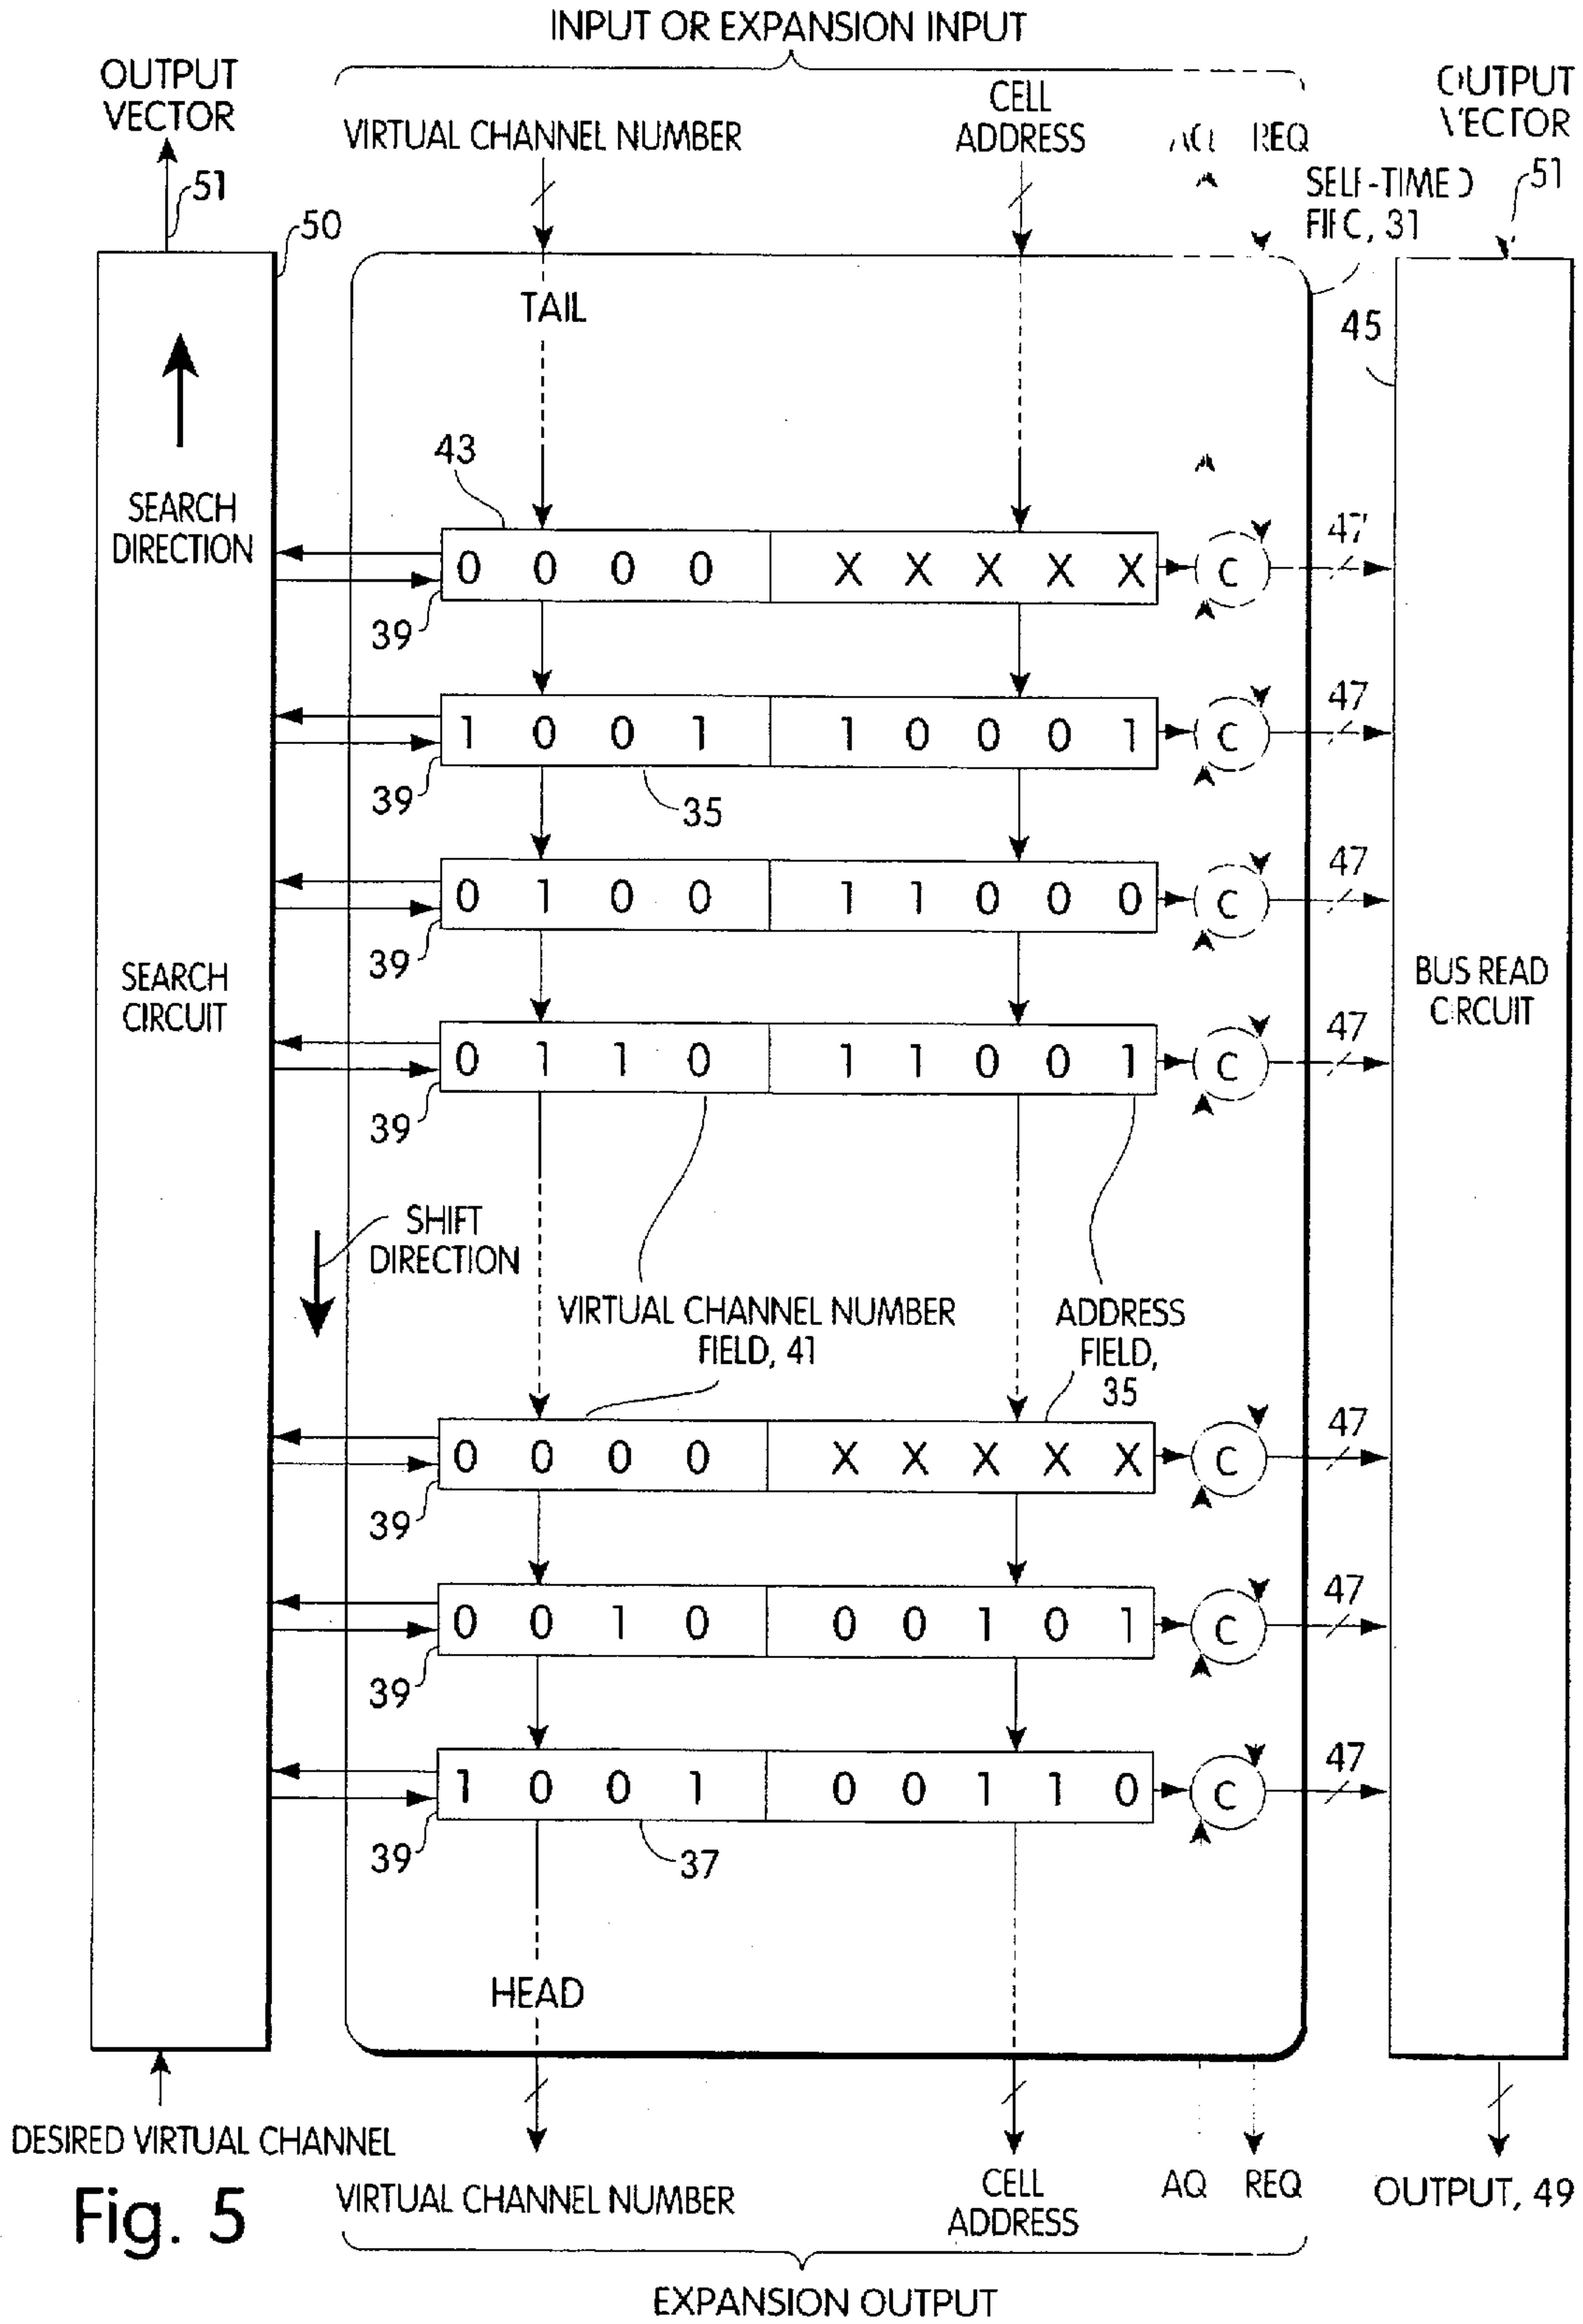 INPUT OR EXPANSION INPUT
OUTPUT
VECTOR
VIRTUAL CHANNEL NUMBER
CELL
ADDRESS
REQ
OUTPUT
VECTOR
51
50
SELF-TIMED
FIFO, 31
51
TAIL
45
43
SEARCH
DIRECTION
0 0 0 0 X X X X X
C
47
39
1 0 0 1 1 0 0 0 1
C
47
39
35
0 1 0 0 1 1 0 0 0
C
47
39
SEARCH
CIRCUIT
BUS READ
CIRCUIT
0 1 1 0 1 1 0 0 1
C
47
39
SHIFT
DIRECTION
VIRTUAL CHANNEL NUMBER
FIELD, 41
ADDRESS
FIELD,
35
0 0 0 0 X X X X X
C
47
39
0 0 1 0 0 0 1 0 1
C
47
39
1 0 0 1 0 0 1 1 0
C
47
39
37
HEAD
DESIRED VIRTUAL CHANNEL
VIRTUAL CHANNEL NUMBER
CELL
ADDRESS
AQ
REQ
OUTPUT, 49
Fig. 5
EXPANSION OUTPUT